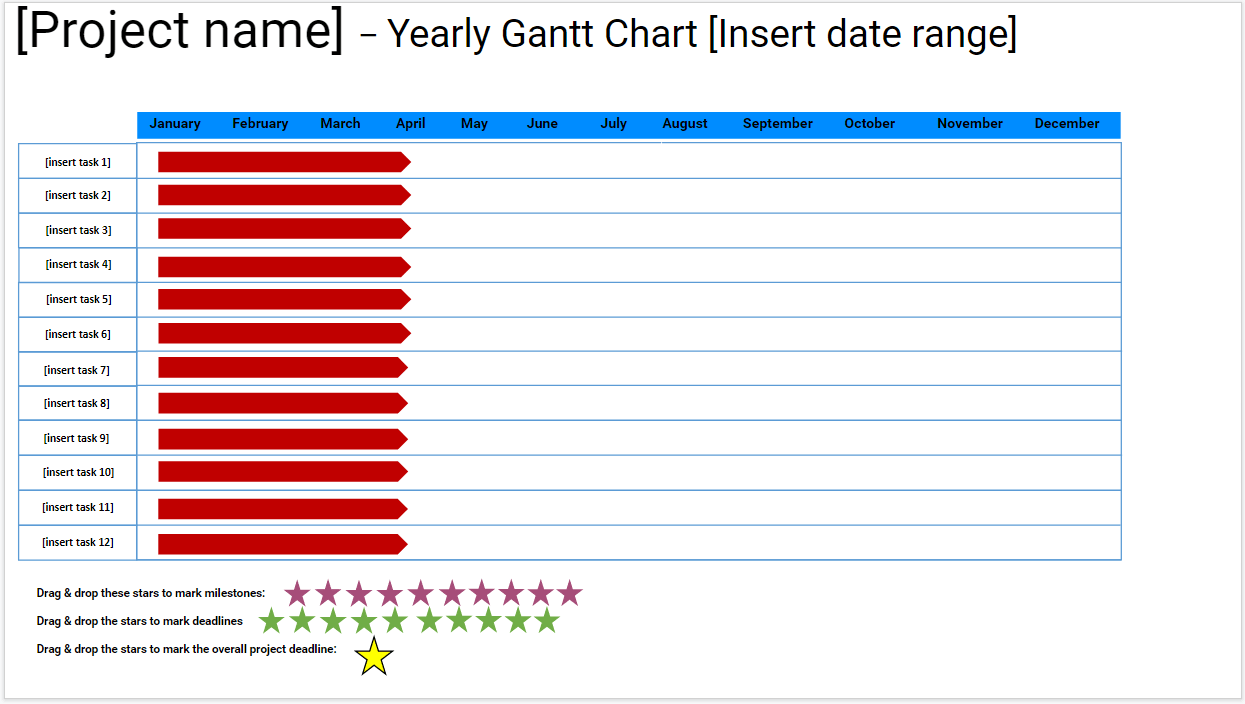 [Project name] – Yearly Gantt Chart [Insert date range]
January February March April May June July August September October November December
[insert task 1]
[insert task 2]
[insert task 3]
[insert task 4]
[insert task 5]
[insert task 6]
[insert task 7]
[insert task 8]
[insert task 9]
[insert task 10]
[insert task 11]
[insert task 12]
Drag & drop these stars to mark milestones:
Drag & drop the stars to mark deadlines
Drag & drop the stars to mark the overall project deadline: